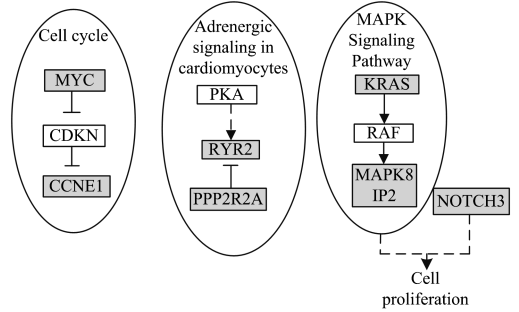 Cell cycle
MYC
CDKN
CCNE1
Adrenergic
signaling in
cardiomyocytes
PKA
RYR2
PPP2R2A
MAPK
Signaling
Pathway
KRAS
RAF
MAPK8
IP2
NOTCH3
Cell
proliferation